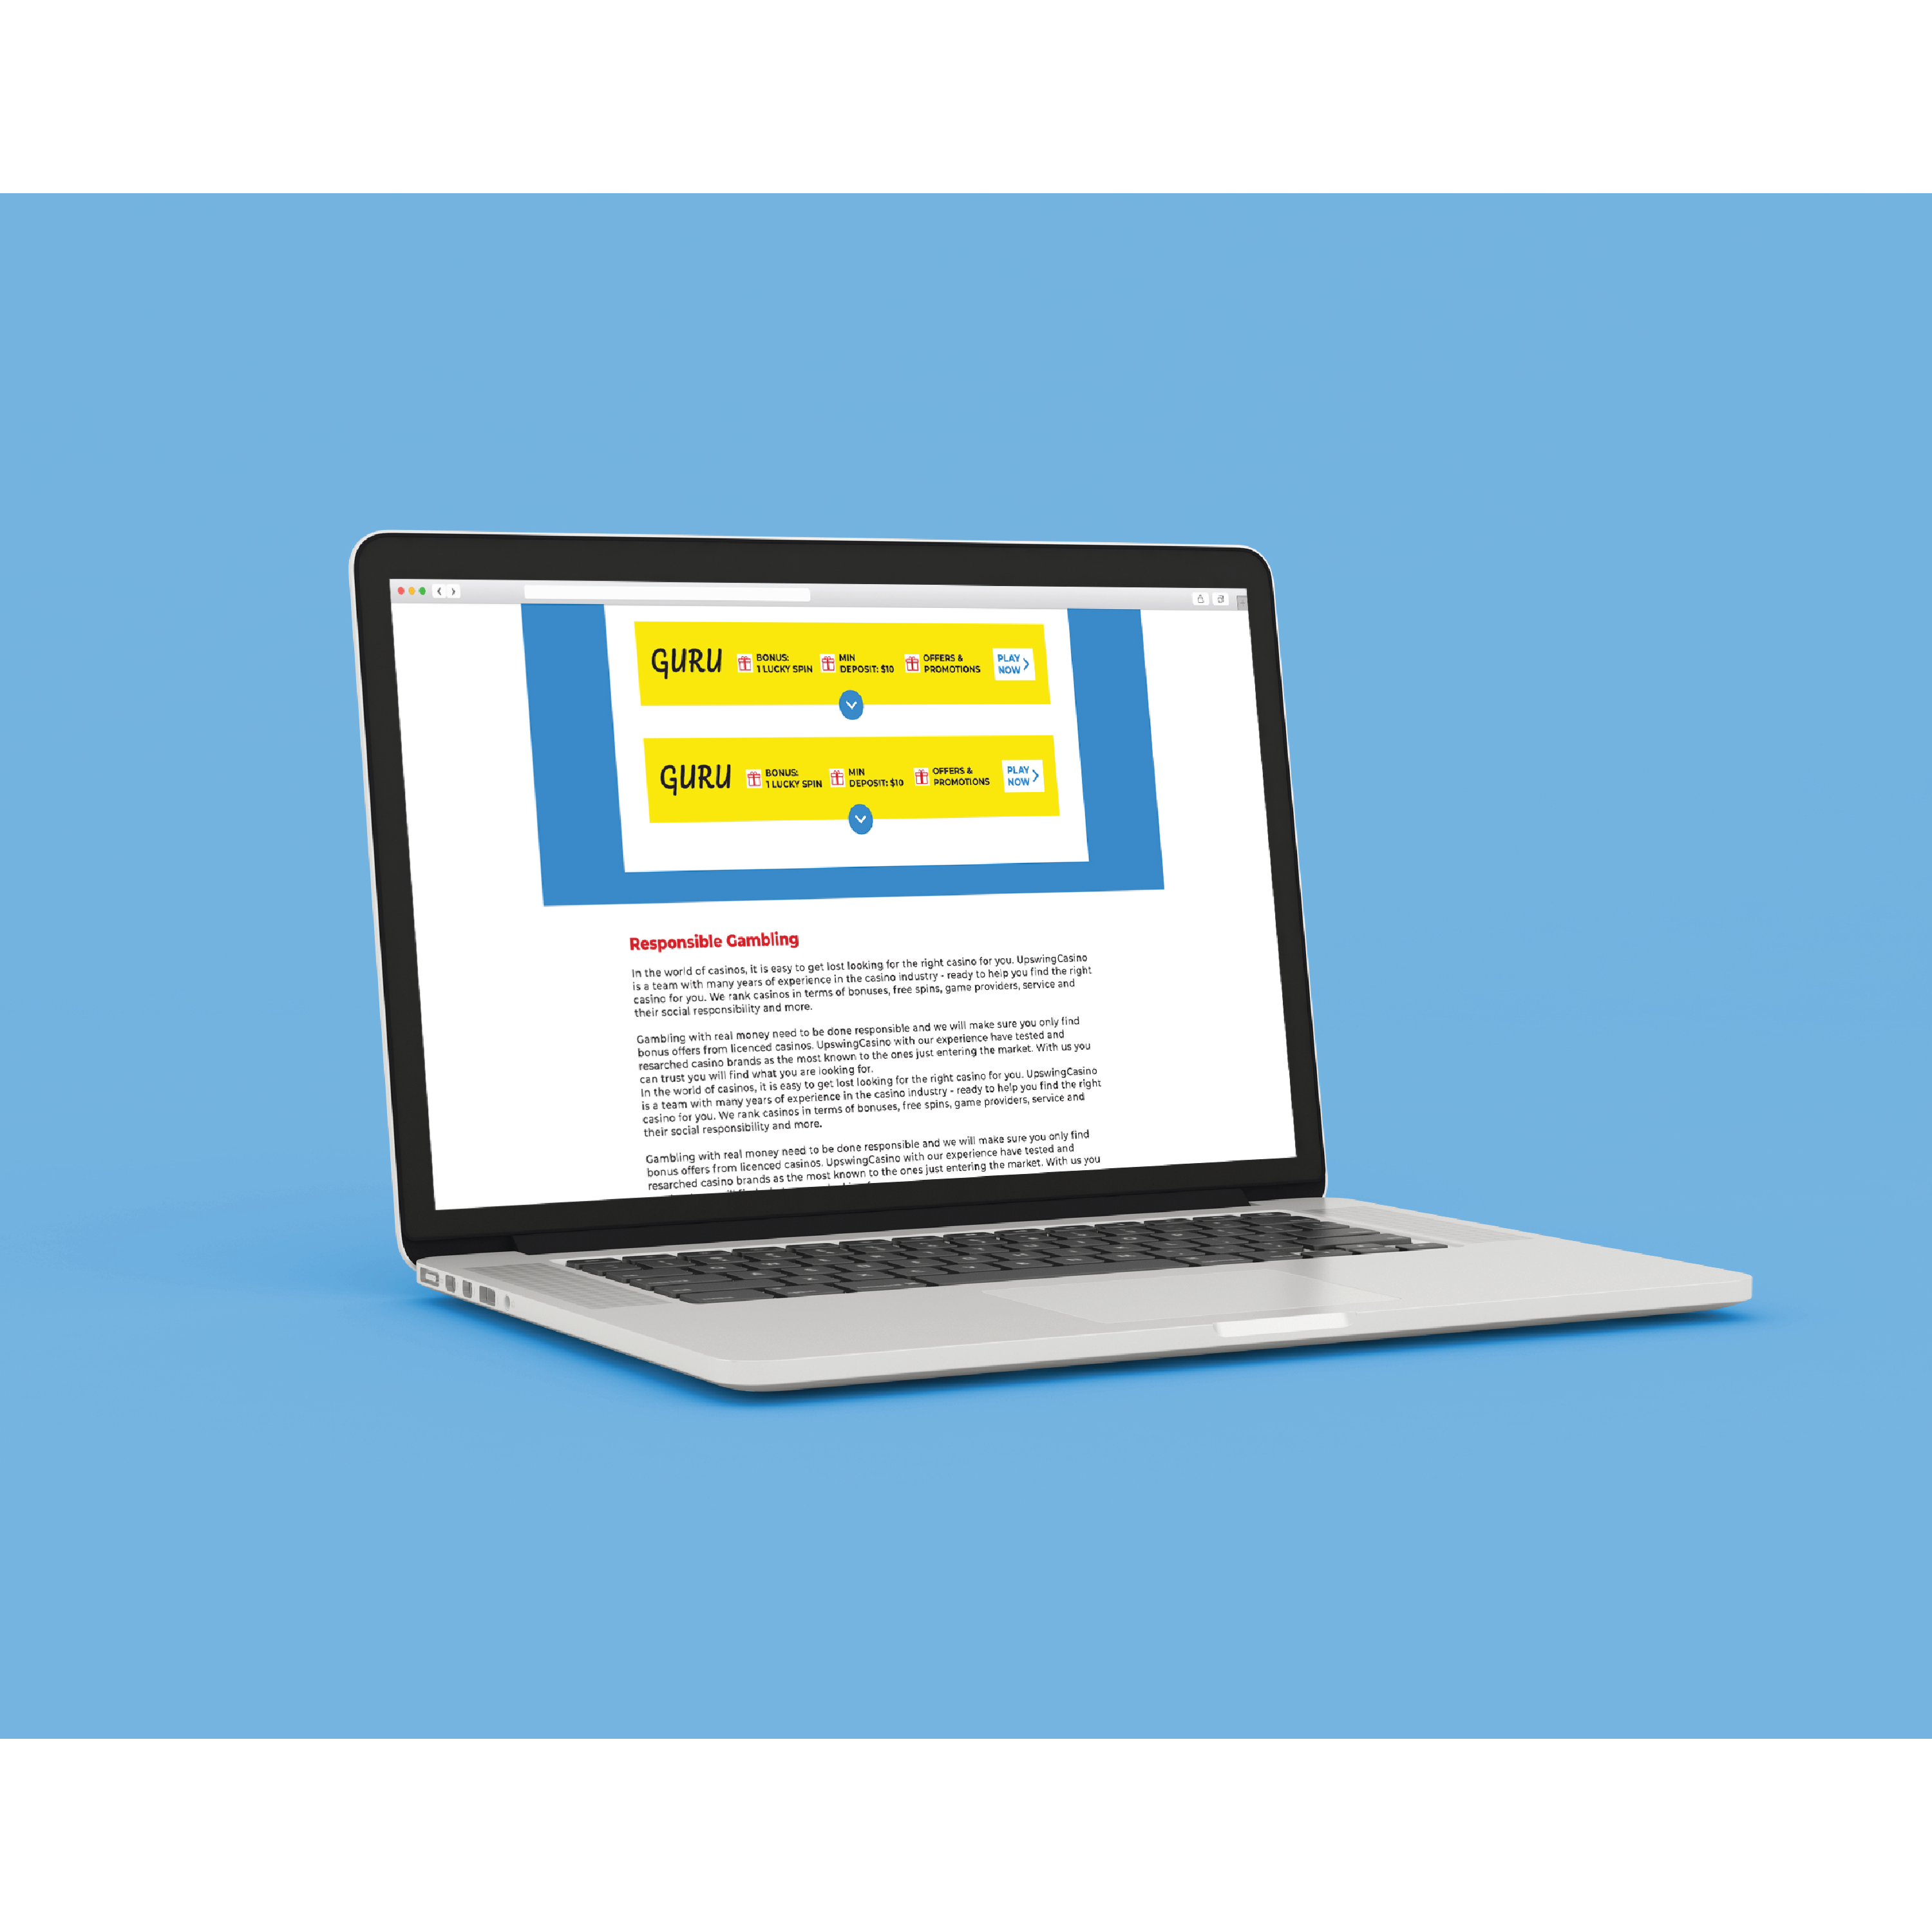 GURU
BONUS:
1 LUCKY SPIN
MIN
DEPOSIT: $10
OFFERS &
PROMOTIONS
PLAY
NOW
GURU
BONUS:
1 LUCKY SPIN
MIN
DEPOSIT: $10
OFFERS &
PROMOTIONS
PLAY
NOW
Responsible Gambling
In the world of casinos, it is easy to get lost looking for the right casino for you. UpswingCasino
is a team with many years of experience in the casino industry - ready to help you find the right
casino for you. We rank casinos in terms of bonuses, free spins, game providers, service and
their social responsibility and more.
Gambling with real money need to be done responsible and we will make sure you only find
bonus offers from licenced casinos. UpswingCasino with our experience have tested and
resarched casino brands as the most known to the ones just entering the market. With us you
can trust you will find what you are looking for.
In the world of casinos, it is easy to get lost looking for the right casino for you. UpswingCasino
is a team with many years of experience in the casino industry - ready to help you find the right
casino for you. We rank casinos in terms of bonuses, free spins, game providers, service and
their social responsibility and more.
Gambling with real money need to be done responsible and we will make sure you only find
bonus offers from licenced casinos. UpswingCasino with our experience have tested and
resarched casino brands as the most known to the ones just entering the market. With us you